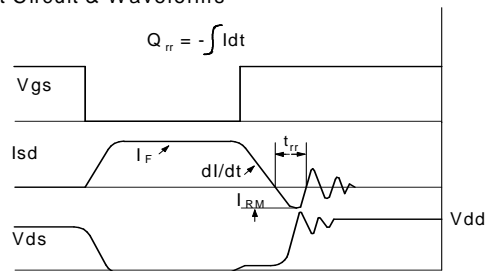 t Circuit & Waveforms
Q rr = - ∫ Idt
Vgs
Isd
I F
dI/dt
t rr
I RM
Vdd
Vds